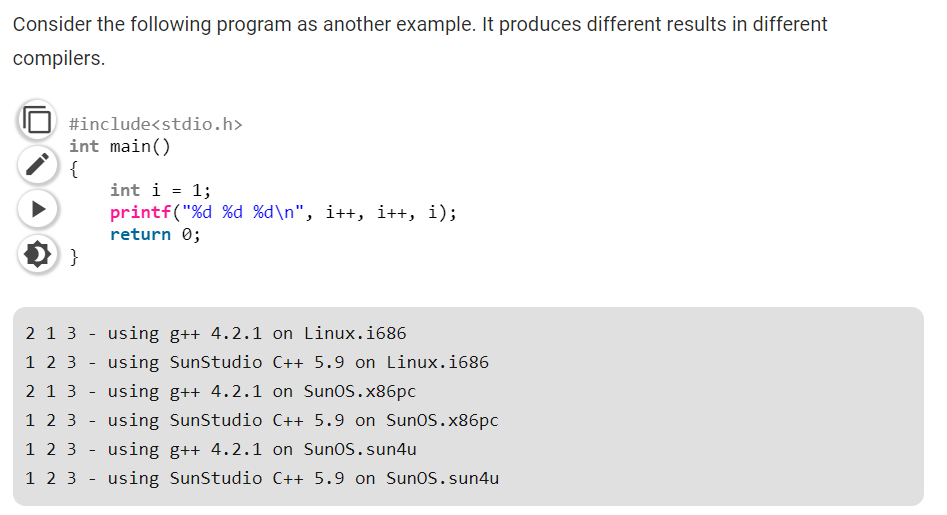 Consider the following program as another example. It produces different results in different
compilers.
#include<stdio.h>
int main()
{
    int i = 1;
    printf("%d %d %d\n", i++, i++, i);
    return 0;
}
2 1 3 - using g++ 4.2.1 on Linux.i686
1 2 3 - using SunStudio C++ 5.9 on Linux.i686
2 1 3 - using g++ 4.2.1 on SunOS.x86pc
1 2 3 - using SunStudio C++ 5.9 on SunOS.x86pc
1 2 3 - using g++ 4.2.1 on SunOS.sun4u
1 2 3 - using SunStudio C++ 5.9 on SunOS.sun4u